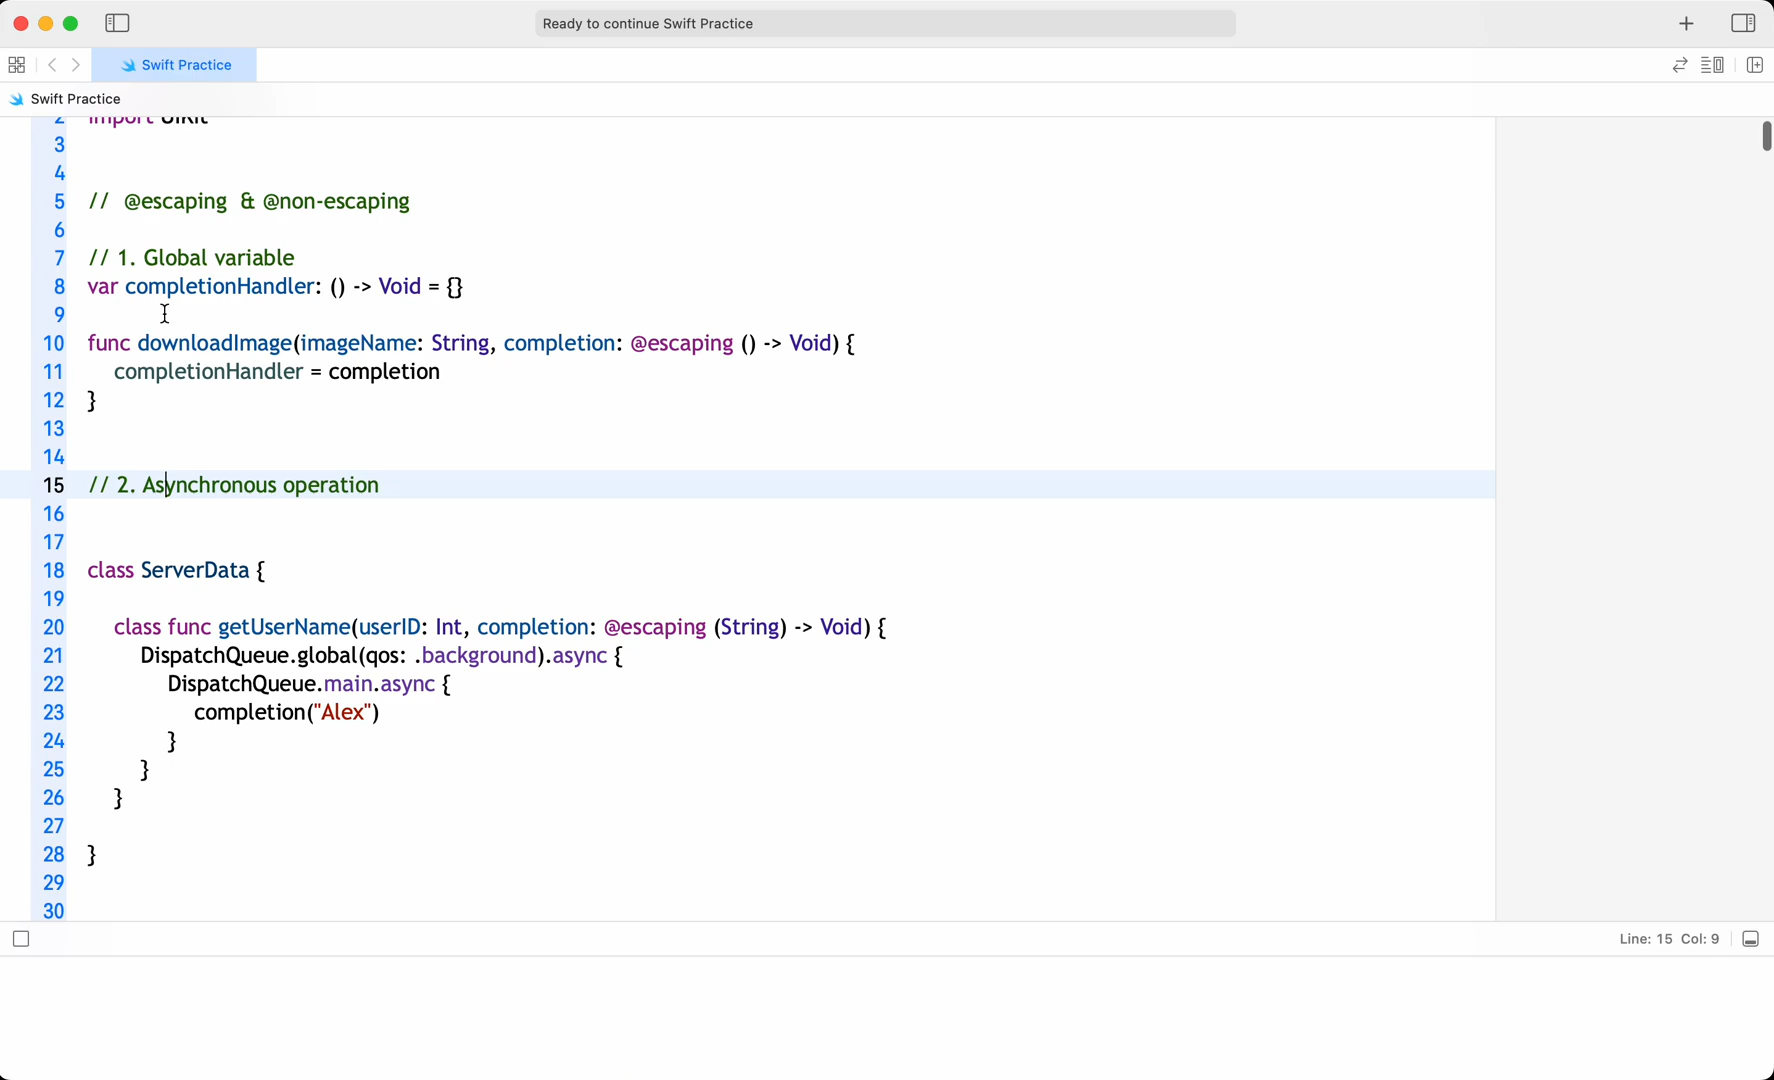 Ready to continue Swift Practice
Swift Practice
Swift Practice
2 import UIKit
3
4
5 // @escaping & @non-escaping
6
7 // 1. Global variable
8 var completionHandler: () -> Void = {}
9
10 func downloadImage(imageName: String, completion: @escaping () -> Void) {
11 completionHandler = completion
12 }
13
14
15 // 2. Asynchronous operation
16
17
18 class ServerData {
19
20 class func getUserName(userID: Int, completion: @escaping (String) -> Void) {
21 DispatchQueue.global(qos: .background).async {
22 DispatchQueue.main.async {
23 completion("Alex")
24 }
25 }
26 }
27
28 }
29
30
Line: 15 Col: 9